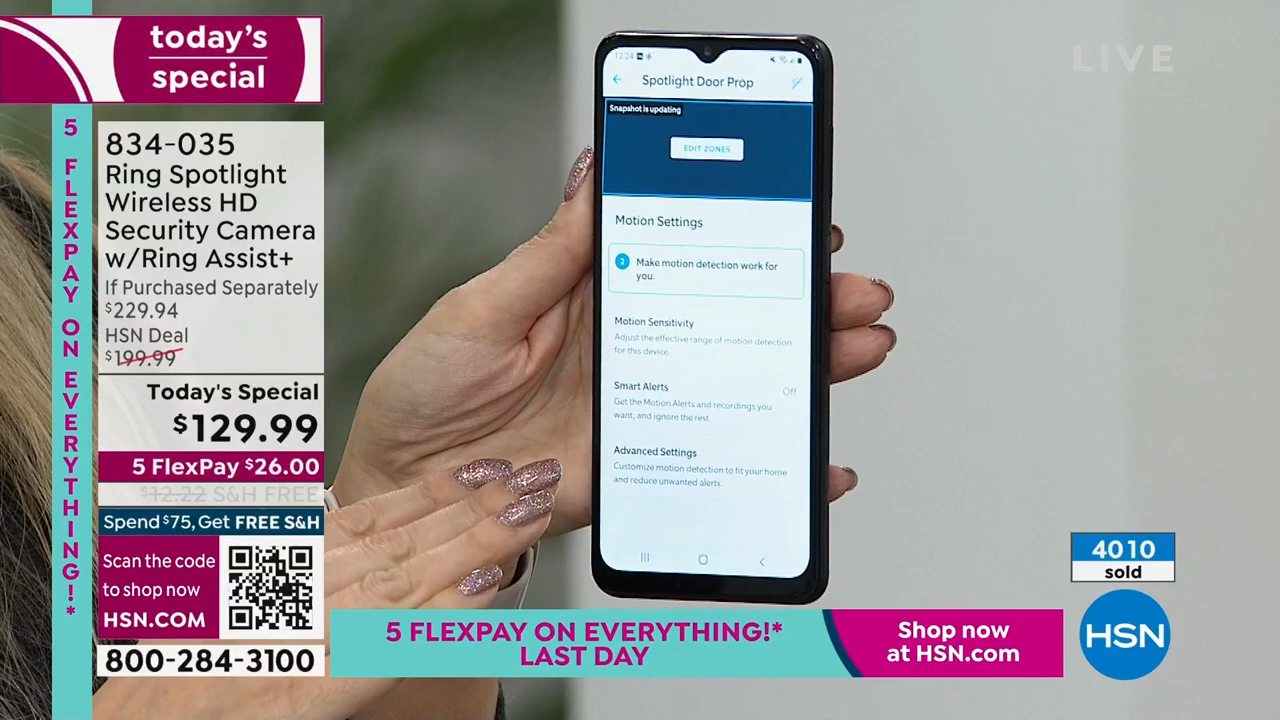 today's
special
5 FLEXPAY ON EVERYTHING!*
834-035
Ring Spotlight
Wireless HD
Security Camera
w/Ring Assist+
If Purchased Separately
$229.94
HSN Deal
$199.99
Today's Special
$129.99
5 FlexPay $26.00
$12.22 S&H FREE
Spend $75, Get FREE S&H
Scan the code
to shop now
HSN.COM
800-284-3100
12:24
Spotlight Door Prop
Snapshot is updating
EDIT ZONES
Motion Settings
2 Make motion detection work for
you.
Motion Sensitivity
Adjust the effective range of motion detection
for this device.
Smart Alerts Off
Get the Motion Alerts and recordings you
want, and ignore the rest.
Advanced Settings
Customize motion detection to fit your home
and reduce unwanted alerts.
LIVE
4010
sold
5 FLEXPAY ON EVERYTHING!*
LAST DAY
Shop now
at HSN.com
HSN